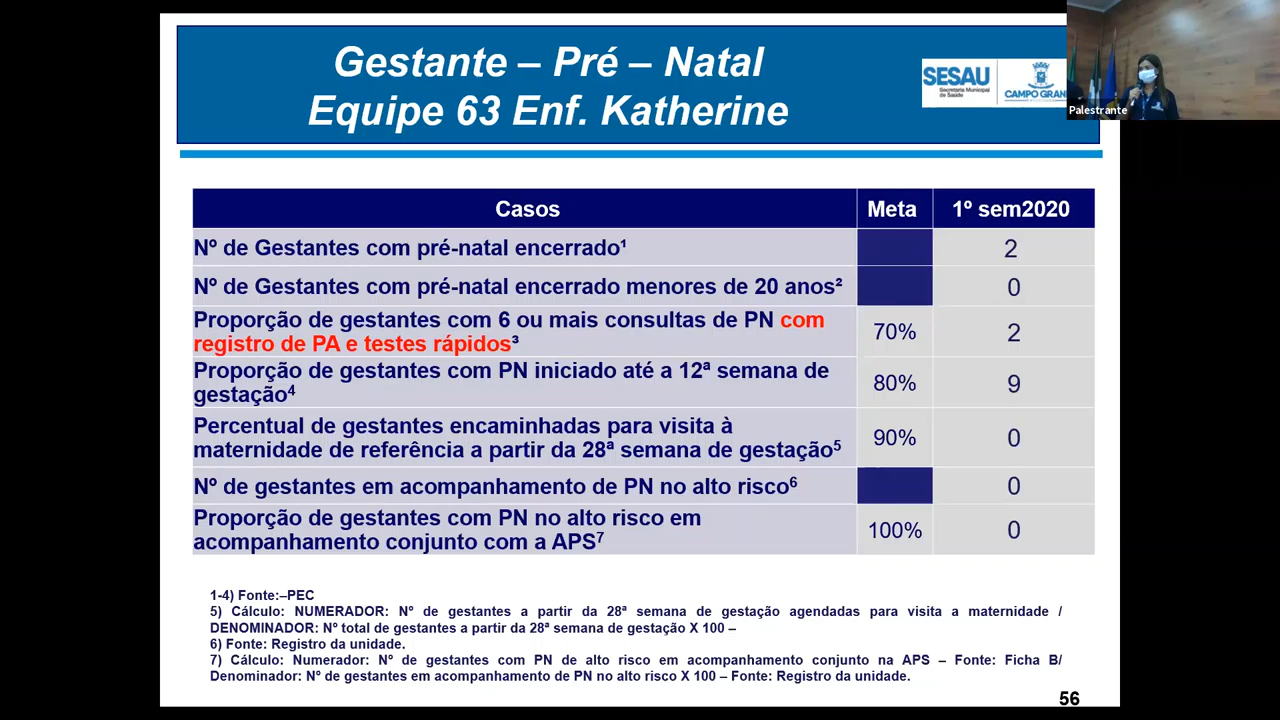 Gestante – Pré – Natal
Equipe 63 Enf. Katherine
SESAU
Secretaria Municipal
de Saúde
CAMPO GRAN
Palestrante
Casos Meta 1º sem2020
Nº de Gestantes com pré-natal encerrado¹ 2
Nº de Gestantes com pré-natal encerrado menores de 20 anos² 0
Proporção de gestantes com 6 ou mais consultas de PN com
registro de PA e testes rápidos³ 70% 2
Proporção de gestantes com PN iniciado até a 12ª semana de
gestação⁴ 80% 9
Percentual de gestantes encaminhadas para visita à
maternidade de referência a partir da 28ª semana de gestação⁵ 90% 0
Nº de gestantes em acompanhamento de PN no alto risco⁶ 0
Proporção de gestantes com PN no alto risco em
acompanhamento conjunto com a APS⁷ 100% 0
1-4) Fonte:–PEC
5) Cálculo: NUMERADOR: Nº de gestantes a partir da 28ª semana de gestação agendadas para visita a maternidade /
DENOMINADOR: Nº total de gestantes a partir da 28ª semana de gestação X 100 –
6) Fonte: Registro da unidade.
7) Cálculo: Numerador: Nº de gestantes com PN de alto risco em acompanhamento conjunto na APS – Fonte: Ficha B/
Denominador: Nº de gestantes em acompanhamento de PN no alto risco X 100 – Fonte: Registro da unidade.
56